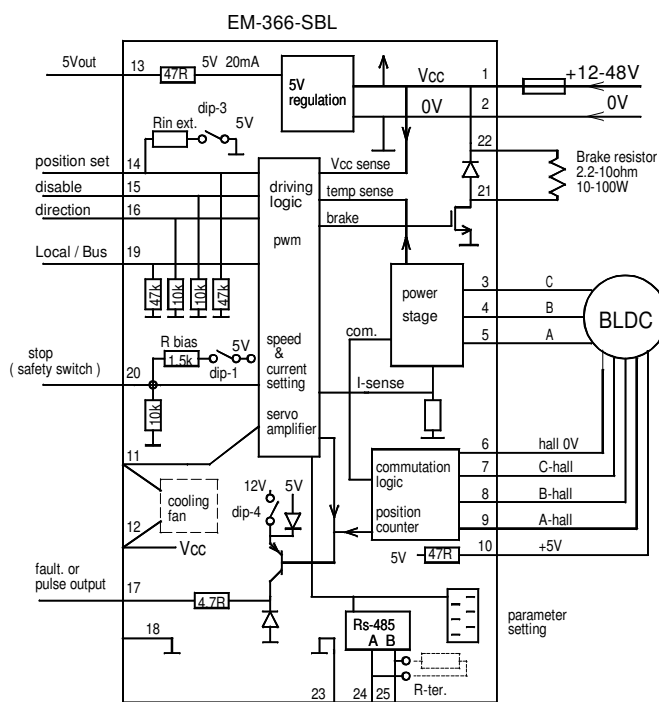 EM-366-SBL
5Vout
13
47R
5V 20mA
5V
regulation
Vcc
1
+12-48V
0V
2
0V
Rin ext.
dip-3
5V
22
position set
14
disable
15
direction
16
Local / Bus
19
driving
logic
pwm
Vcc sense
temp sense
brake
21
Brake resistor
2.2-10ohm
10-100W
47k
10k
10k
47k
power
stage
3
C
4
B
5
A
BLDC
com.
stop
( safety switch )
20
R bias
1.5k
5V
dip-1
10k
speed
&
current
setting
I-sense
servo
amplifier
11
cooling
fan
12
Vcc
12V
5V
dip-4
commutation
logic
position
counter
6
hall 0V
7
C-hall
8
B-hall
9
A-hall
5V
47R
10
+5V
fault. or
pulse output
17
4.7R
18
Rs-485
A B
parameter
setting
R-ter.
23
24
25